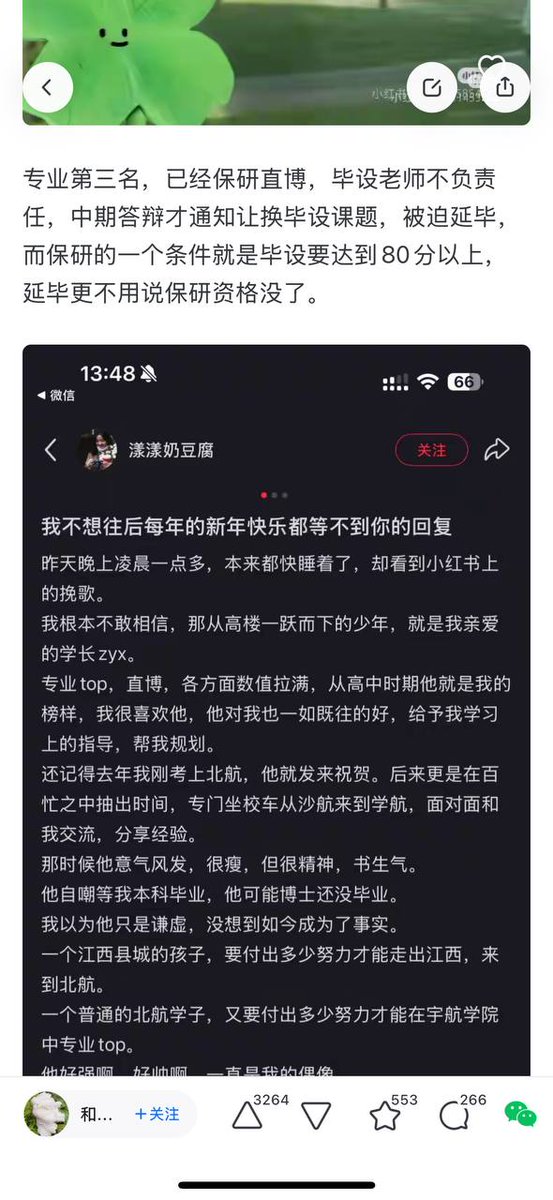 小红书
专业第三名，已经保研直博，毕设老师不负责
任，中期答辩才通知让换毕设课题，被迫延毕，
而保研的一个条件就是毕设要达到80分以上，
延毕更不用说保研资格没了。
13:48
66
◀微信
漾漾奶豆腐
关注
我不想往后每年的新年快乐都等不到你的回复
昨天晚上凌晨一点多，本来都快睡着了，却看到小红书上
的挽歌。
我根本不敢相信，那从高楼一跃而下的少年，就是我亲爱
的学长zyx。
专业top，直博，各方面数值拉满，从高中时期他就是我的
榜样，我很喜欢他，他对我也一如既往的好，给予我学习
上的指导，帮我规划。
还记得去年我刚考上北航，他就发来祝贺。后来更是在百
忙之中抽出时间，专门坐校车从沙航来到学航，面对面和
我交流，分享经验。
那时候他意气风发，很瘦，但很精神，书生气。
他自嘲等我本科毕业，他可能博士还没毕业。
我以为他只是谦虚，没想到如今成为了事实。
一个江西县城的孩子，要付出多少努力才能走出江西，来
到北航。
一个普通的北航学子，又要付出多少努力才能在宇航学院
中专业top。
他好强啊，好帅啊，一直是我的偶像
和...
+关注
3264
553
266